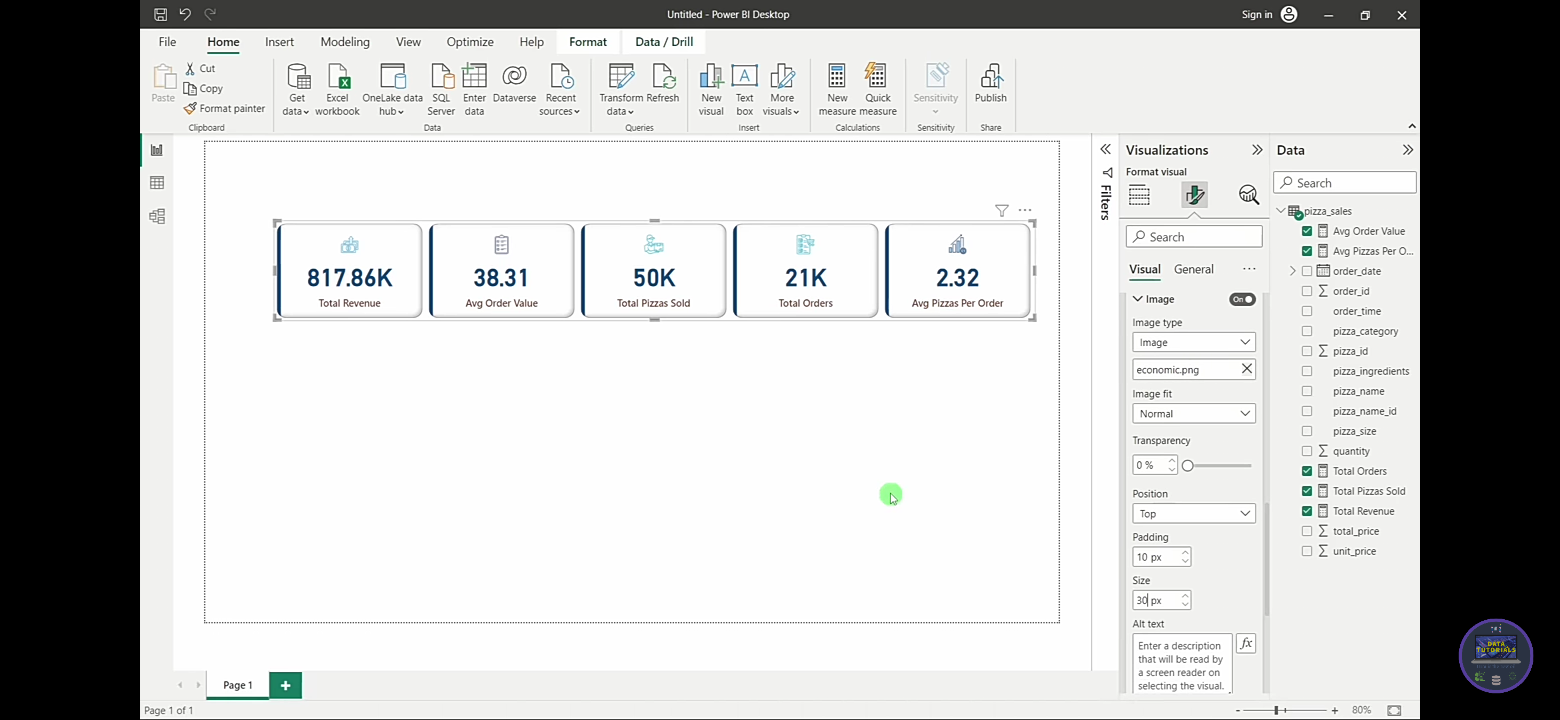 Untitled - Power BI Desktop
Sign in
File Home Insert Modeling View Optimize Help Format Data / Drill
Paste
Cut
Copy
Format painter
Clipboard
Get data
Excel workbook
OneLake data hub
SQL Server
Enter data
Dataverse
Recent sources
Data
Transform data
Refresh
Queries
New visual
Text box
More visuals
Insert
New measure
Quick measure
Calculations
Sensitivity
Sensitivity
Publish
Share
817.86K
Total Revenue
38.31
Avg Order Value
50K
Total Pizzas Sold
21K
Total Orders
2.32
Avg Pizzas Per Order
Filters
Visualizations
Format visual
Search
Visual General
Image On
Image type
Image
economic.png
Image fit
Normal
Transparency
0 %
Position
Top
Padding
10 px
Size
30 px
Alt text
Enter a description
that will be read by
a screen reader on
selecting the visual.
fx
Data
Search
pizza_sales
Avg Order Value
Avg Pizzas Per O...
order_date
order_id
order_time
pizza_category
pizza_id
pizza_ingredients
pizza_name
pizza_name_id
pizza_size
quantity
Total Orders
Total Pizzas Sold
Total Revenue
total_price
unit_price
Page 1
Page 1 of 1
80%
DATA
TUTORIALS